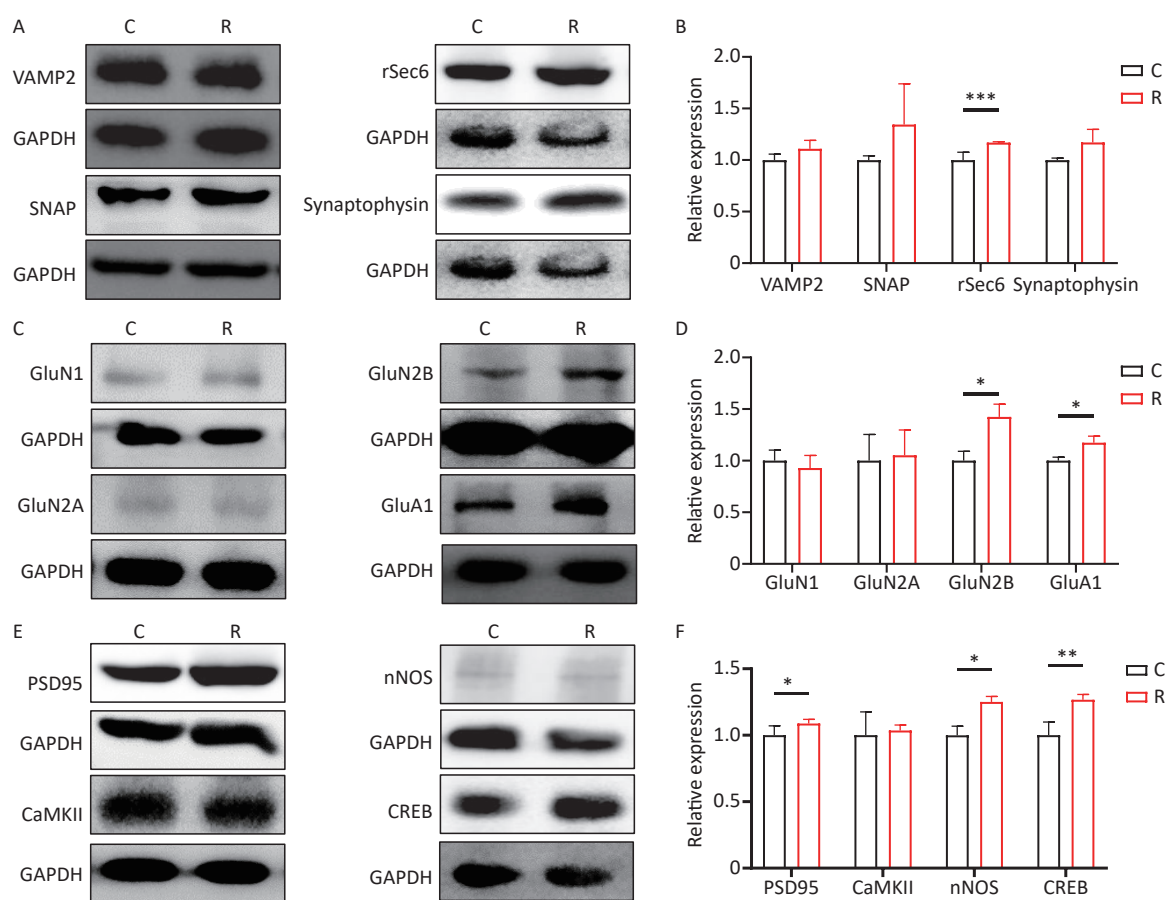 A
C R
VAMP2
GAPDH
SNAP
GAPDH
C R
rSec6
GAPDH
Synaptophysin
GAPDH
B
Relative expression
2.0
1.5
1.0
0.5
0
***
VAMP2 SNAP rSec6 Synaptophysin
C
R
C
C R
GluN1
GAPDH
GluN2A
GAPDH
C R
GluN2B
GAPDH
GluA1
GAPDH
D
Relative expression
2.0
1.5
1.0
0.5
0
* *
GluN1 GluN2A GluN2B GluA1
C
R
E
C R
PSD95
GAPDH
CaMKII
GAPDH
C R
nNOS
GAPDH
CREB
GAPDH
F
Relative expression
1.5
1.0
0.5
0
* * **
PSD95 CaMKII nNOS CREB
C
R